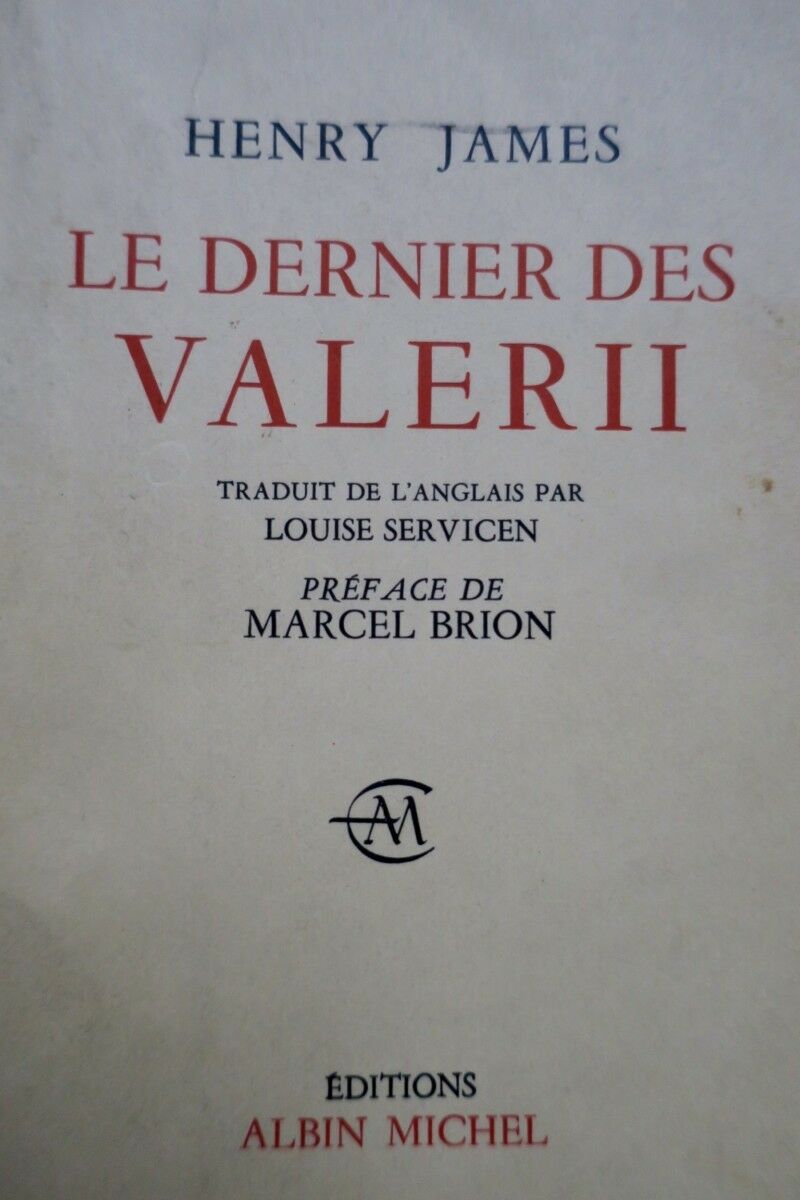 HENRY JAMES
LE DERNIER DES
VALERII
TRADUIT DE L'ANGLAIS PAR
LOUISE SERVICEN
PRÉFACE DE
MARCEL BRION
AM
ÉDITIONS
ALBIN MICHEL